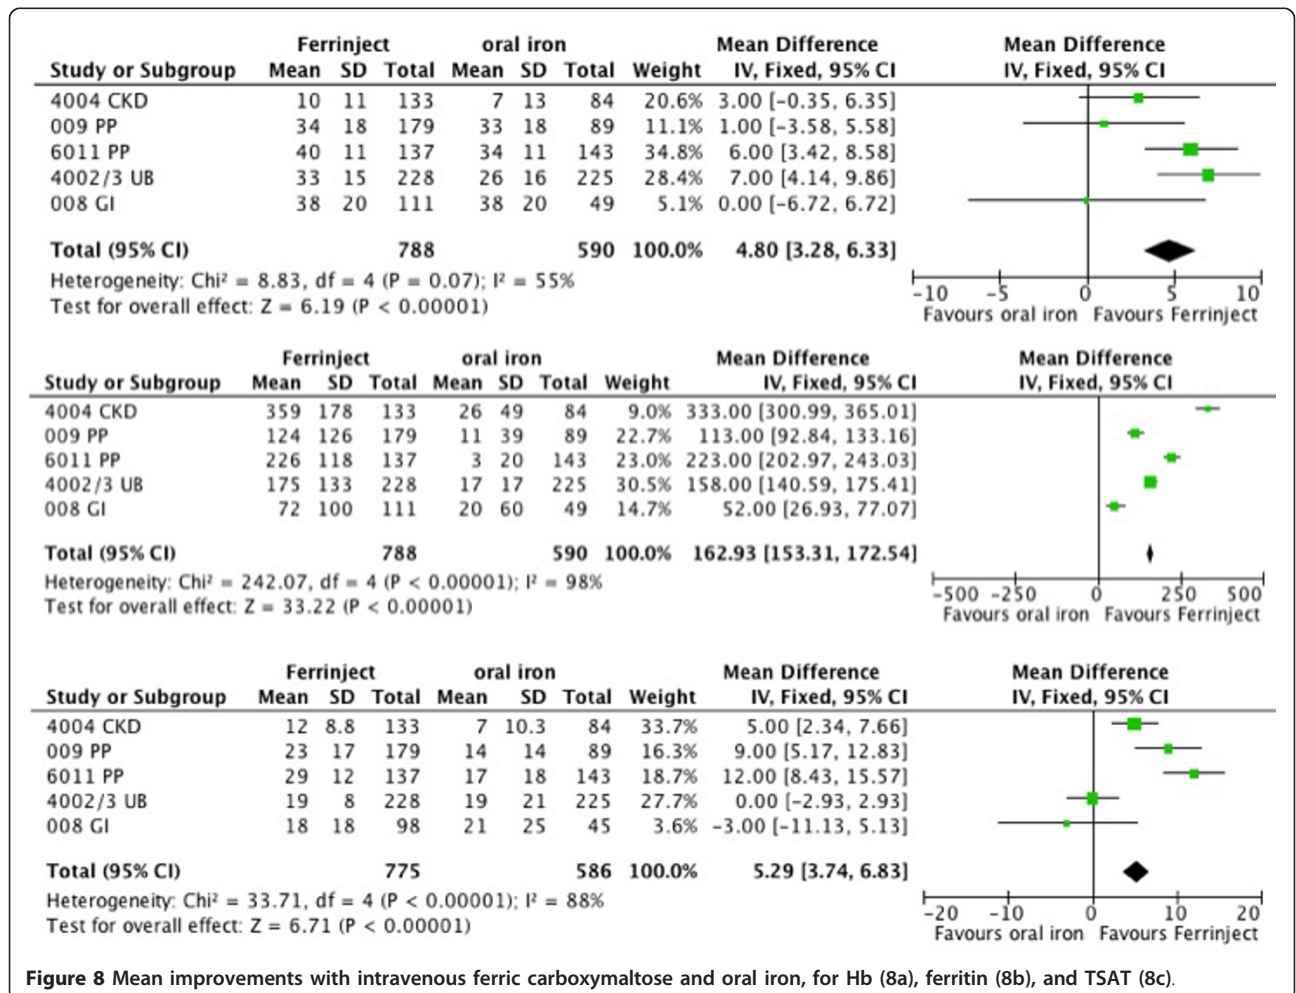 Ferrinject oral iron Mean Difference Mean Difference
Study or Subgroup Mean SD Total Mean SD Total Weight IV, Fixed, 95% CI IV, Fixed, 95% CI
4004 CKD 10 11 133 7 13 84 20.6% 3.00 [-0.35, 6.35]
009 PP 34 18 179 33 18 89 11.1% 1.00 [-3.58, 5.58]
6011 PP 40 11 137 34 11 143 34.8% 6.00 [3.42, 8.58]
4002/3 UB 33 15 228 26 16 225 28.4% 7.00 [4.14, 9.86]
008 GI 38 20 111 38 20 49 5.1% 0.00 [-6.72, 6.72]
Total (95% CI) 788 590 100.0% 4.80 [3.28, 6.33]
Heterogeneity: Chi² = 8.83, df = 4 (P = 0.07); I² = 55%
Test for overall effect: Z = 6.19 (P < 0.00001)
-10 -5 0 5 10
Favours oral iron Favours Ferrinject
Ferrinject oral iron Mean Difference Mean Difference
Study or Subgroup Mean SD Total Mean SD Total Weight IV, Fixed, 95% CI IV, Fixed, 95% CI
4004 CKD 359 178 133 26 49 84 9.0% 333.00 [300.99, 365.01]
009 PP 124 126 179 11 39 89 22.7% 113.00 [92.84, 133.16]
6011 PP 226 118 137 3 20 143 23.0% 223.00 [202.97, 243.03]
4002/3 UB 175 133 228 17 17 225 30.5% 158.00 [140.59, 175.41]
008 GI 72 100 111 20 60 49 14.7% 52.00 [26.93, 77.07]
Total (95% CI) 788 590 100.0% 162.93 [153.31, 172.54]
Heterogeneity: Chi² = 242.07, df = 4 (P < 0.00001); I² = 98%
Test for overall effect: Z = 33.22 (P < 0.00001)
-500 -250 0 250 500
Favours oral iron Favours Ferrinject
Ferrinject oral iron Mean Difference Mean Difference
Study or Subgroup Mean SD Total Mean SD Total Weight IV, Fixed, 95% CI IV, Fixed, 95% CI
4004 CKD 12 8.8 133 7 10.3 84 33.7% 5.00 [2.34, 7.66]
009 PP 23 17 179 14 14 89 16.3% 9.00 [5.17, 12.83]
6011 PP 29 12 137 17 18 143 18.7% 12.00 [8.43, 15.57]
4002/3 UB 19 8 228 19 21 225 27.7% 0.00 [-2.93, 2.93]
008 GI 18 18 98 21 25 45 3.6% -3.00 [-11.13, 5.13]
Total (95% CI) 775 586 100.0% 5.29 [3.74, 6.83]
Heterogeneity: Chi² = 33.71, df = 4 (P < 0.00001); I² = 88%
Test for overall effect: Z = 6.71 (P < 0.00001)
-20 -10 0 10 20
Favours oral iron Favours Ferrinject
Figure 8 Mean improvements with intravenous ferric carboxymaltose and oral iron, for Hb (8a), ferritin (8b), and TSAT (8c).